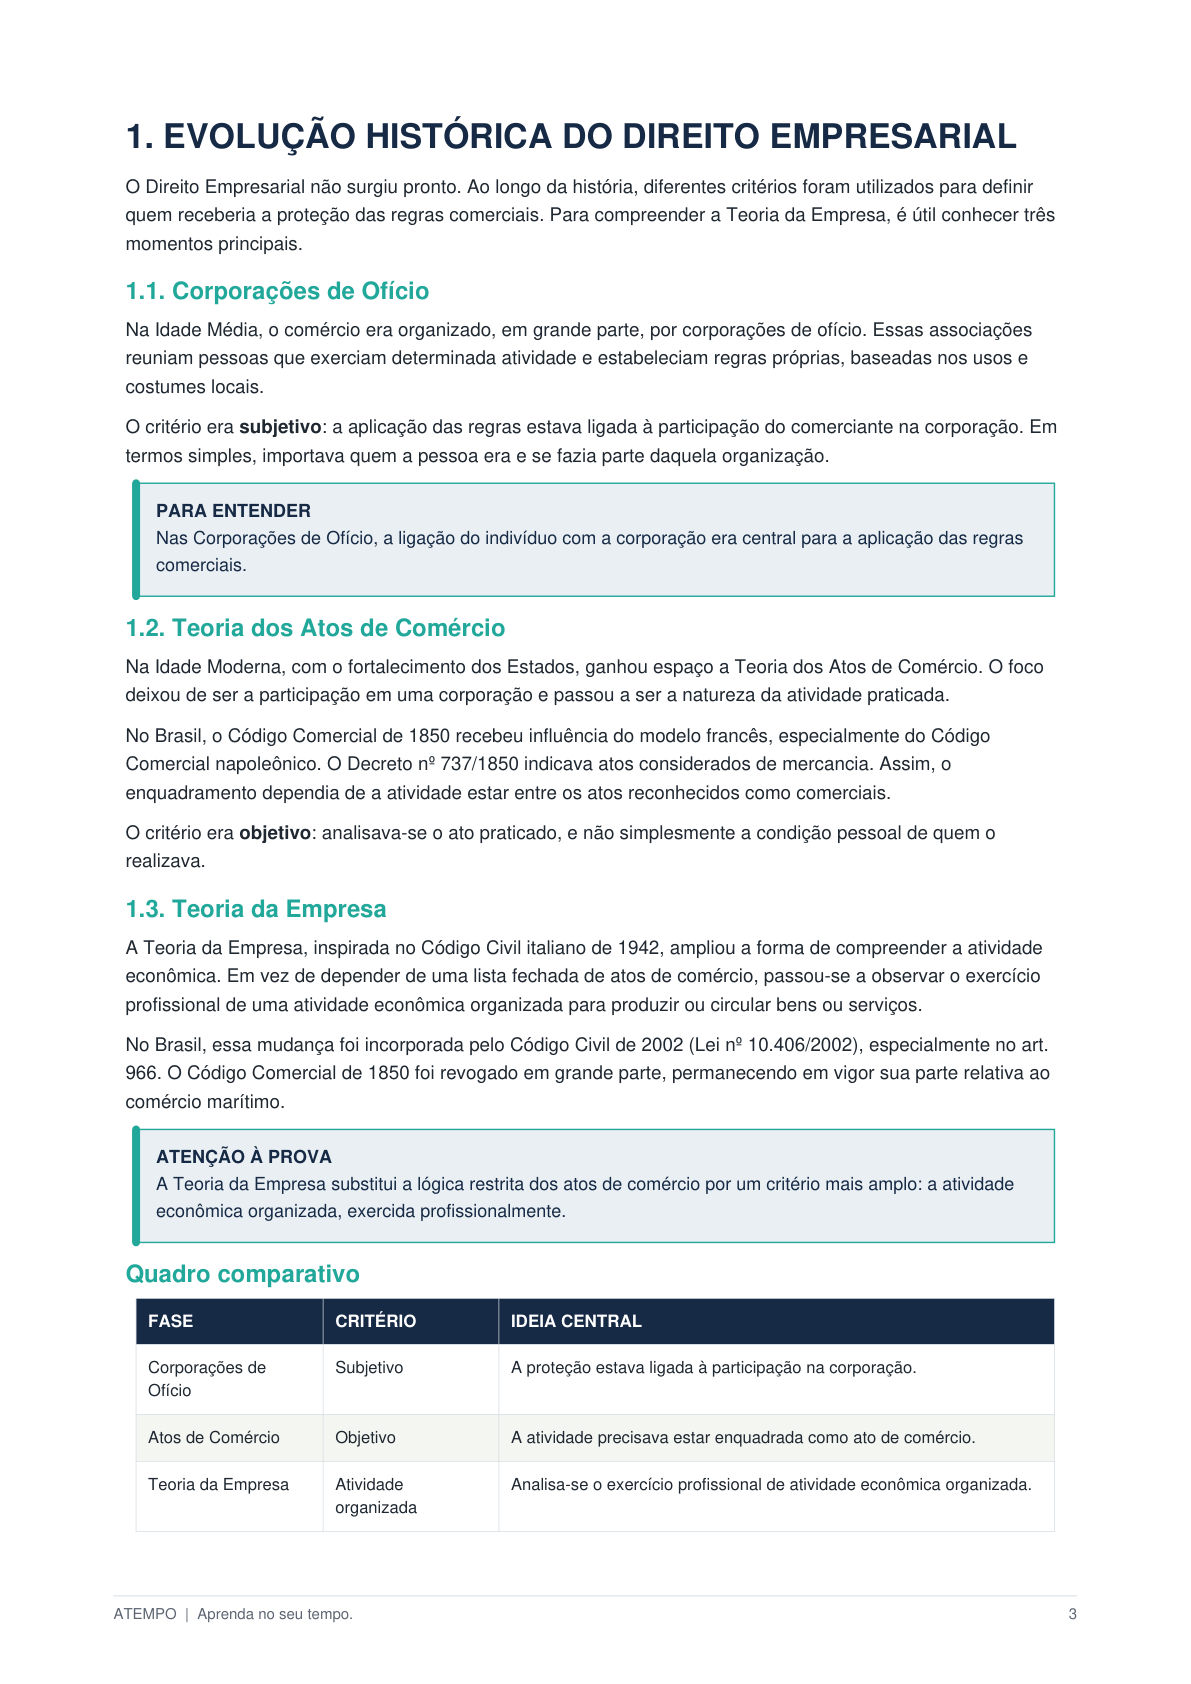 1. EVOLUÇÃO HISTÓRICA DO DIREITO EMPRESARIAL
O Direito Empresarial não surgiu pronto. Ao longo da história, diferentes critérios foram utilizados para definir
quem receberia a proteção das regras comerciais. Para compreender a Teoria da Empresa, é útil conhecer três
momentos principais.
1.1. Corporações de Ofício
Na Idade Média, o comércio era organizado, em grande parte, por corporações de ofício. Essas associações
reuniam pessoas que exerciam determinada atividade e estabeleciam regras próprias, baseadas nos usos e
costumes locais.
O critério era subjetivo: a aplicação das regras estava ligada à participação do comerciante na corporação. Em
termos simples, importava quem a pessoa era e se fazia parte daquela organização.
PARA ENTENDER
Nas Corporações de Ofício, a ligação do indivíduo com a corporação era central para a aplicação das regras
comerciais.
1.2. Teoria dos Atos de Comércio
Na Idade Moderna, com o fortalecimento dos Estados, ganhou espaço a Teoria dos Atos de Comércio. O foco
deixou de ser a participação em uma corporação e passou a ser a natureza da atividade praticada.
No Brasil, o Código Comercial de 1850 recebeu influência do modelo francês, especialmente do Código
Comercial napoleônico. O Decreto nº 737/1850 indicava atos considerados de mercancia. Assim, o
enquadramento dependia de a atividade estar entre os atos reconhecidos como comerciais.
O critério era objetivo: analisava-se o ato praticado, e não simplesmente a condição pessoal de quem o
realizava.
1.3. Teoria da Empresa
A Teoria da Empresa, inspirada no Código Civil italiano de 1942, ampliou a forma de compreender a atividade
econômica. Em vez de depender de uma lista fechada de atos de comércio, passou-se a observar o exercício
profissional de uma atividade econômica organizada para produzir ou circular bens ou serviços.
No Brasil, essa mudança foi incorporada pelo Código Civil de 2002 (Lei nº 10.406/2002), especialmente no art.
966. O Código Comercial de 1850 foi revogado em grande parte, permanecendo em vigor sua parte relativa ao
comércio marítimo.
ATENÇÃO À PROVA
A Teoria da Empresa substitui a lógica restrita dos atos de comércio por um critério mais amplo: a atividade
econômica organizada, exercida profissionalmente.
Quadro comparativo
FASE CRITÉRIO IDEIA CENTRAL
Corporações de Subjetivo A proteção estava ligada à participação na corporação.
Ofício
Atos de Comércio Objetivo A atividade precisava estar enquadrada como ato de comércio.
Teoria da Empresa Atividade Analisa-se o exercício profissional de atividade econômica organizada.
organizada
ATEMPO | Aprenda no seu tempo. 3